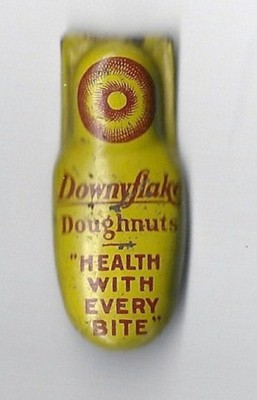 Downyflake
Doughnuts
"HEALTH
WITH
EVERY
BITE"